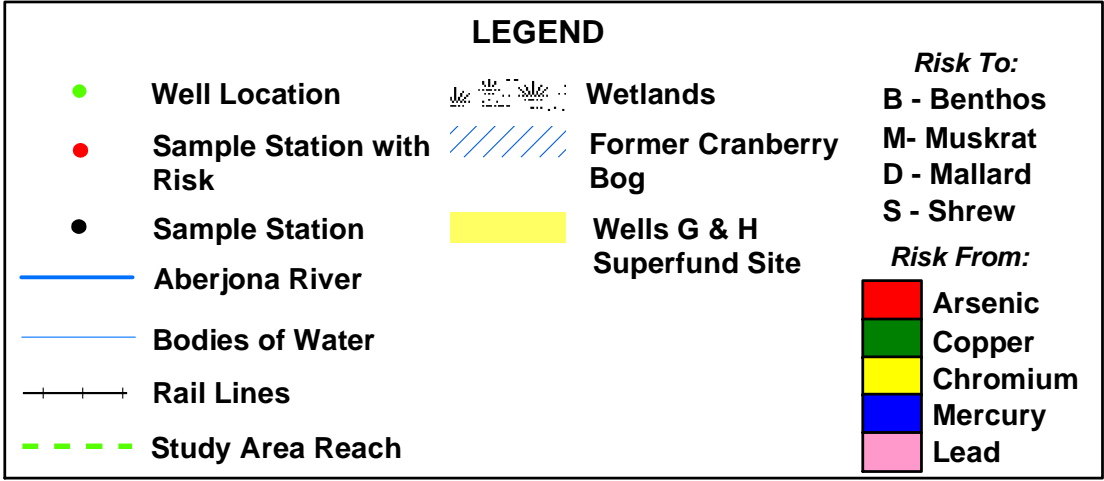 LEGEND
Well Location
Sample Station with
Risk
Sample Station
Aberjona River
Bodies of Water
Rail Lines
Study Area Reach
Wetlands
Former Cranberry
Bog
Wells G & H
Superfund Site
Risk To:
B - Benthos
M- Muskrat
D - Mallard
S - Shrew
Risk From:
Arsenic
Copper
Chromium
Mercury
Lead